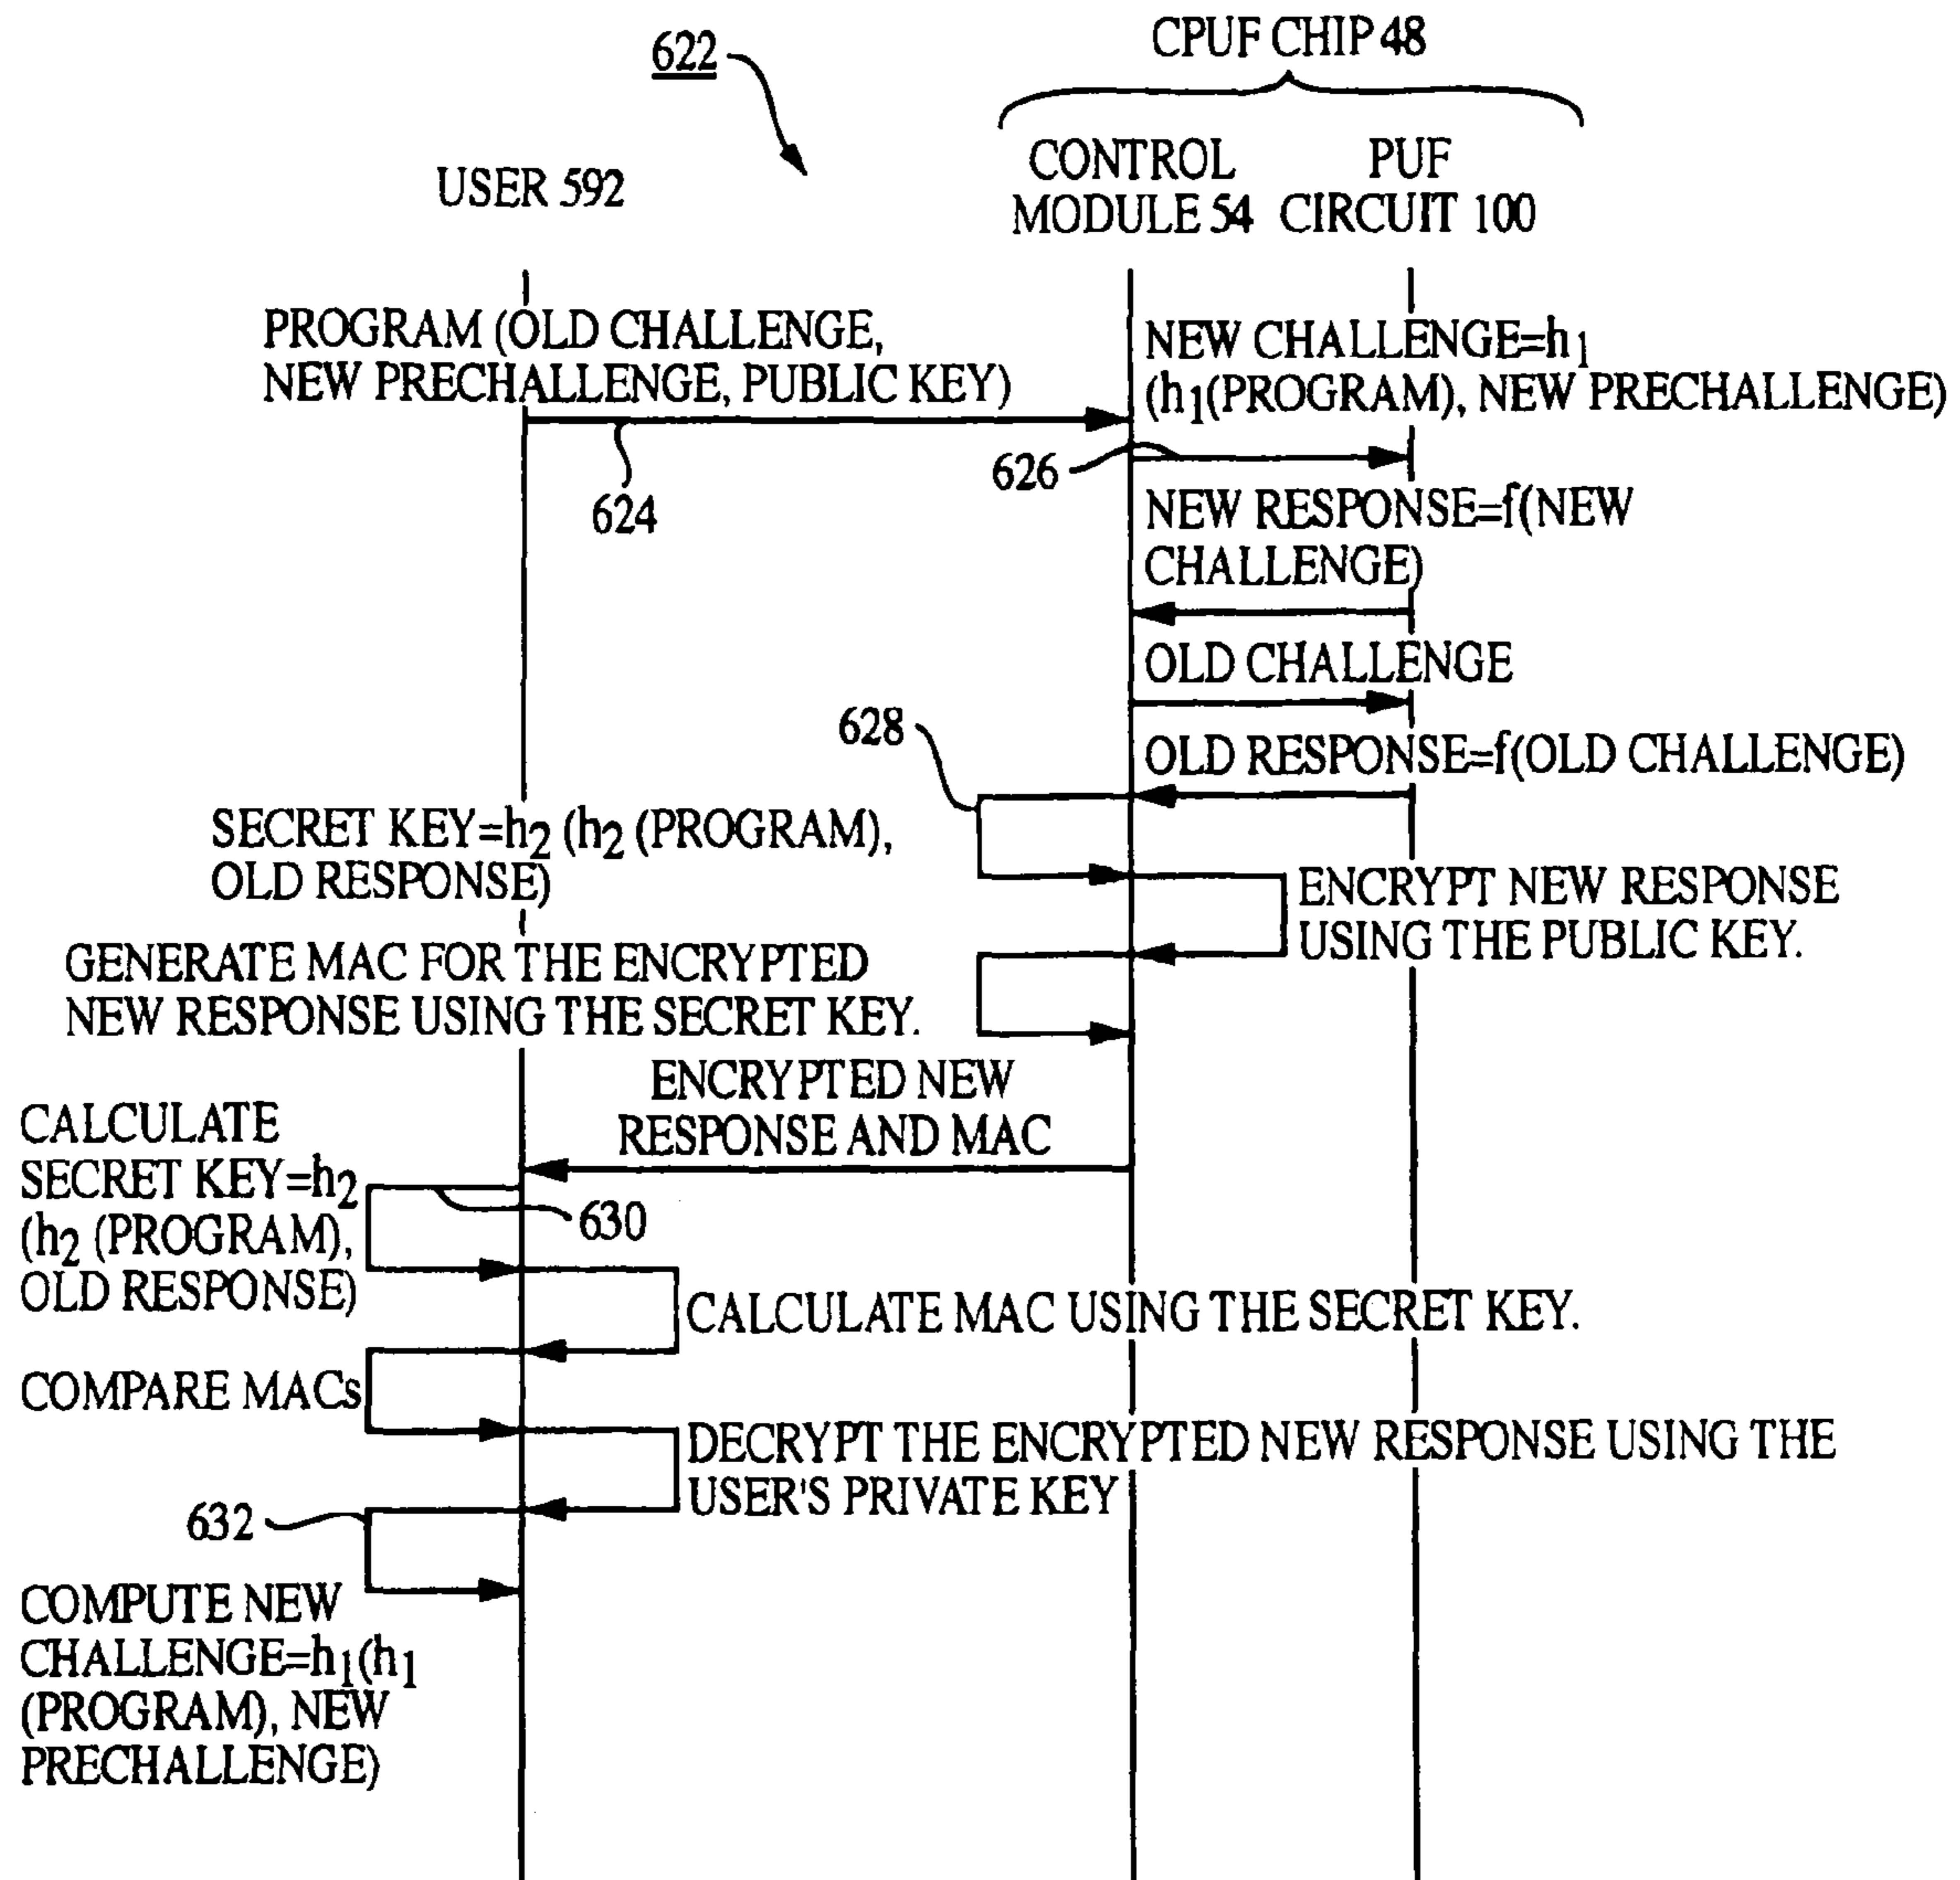 622
CPUF CHIP 48
USER 592
CONTROL
MODULE 54
PUF
CIRCUIT 100
PROGRAM (OLD CHALLENGE,
NEW PRECHALLENGE, PUBLIC KEY)
624
NEW CHALLENGE=h1
(h1(PROGRAM), NEW PRECHALLENGE)
626
NEW RESPONSE=f(NEW
CHALLENGE)
OLD CHALLENGE
628
OLD RESPONSE=f(OLD CHALLENGE)
SECRET KEY=h2 (h2 (PROGRAM),
OLD RESPONSE)
ENCRYPT NEW RESPONSE
USING THE PUBLIC KEY.
GENERATE MAC FOR THE ENCRYPTED
NEW RESPONSE USING THE SECRET KEY.
ENCRYPTED NEW
RESPONSE AND MAC
CALCULATE
SECRET KEY=h2
(h2 (PROGRAM),
OLD RESPONSE)
630
CALCULATE MAC USING THE SECRET KEY.
COMPARE MACs
DECRYPT THE ENCRYPTED NEW RESPONSE USING THE
USER'S PRIVATE KEY
632
COMPUTE NEW
CHALLENGE=h1(h1
(PROGRAM), NEW
PRECHALLENGE)